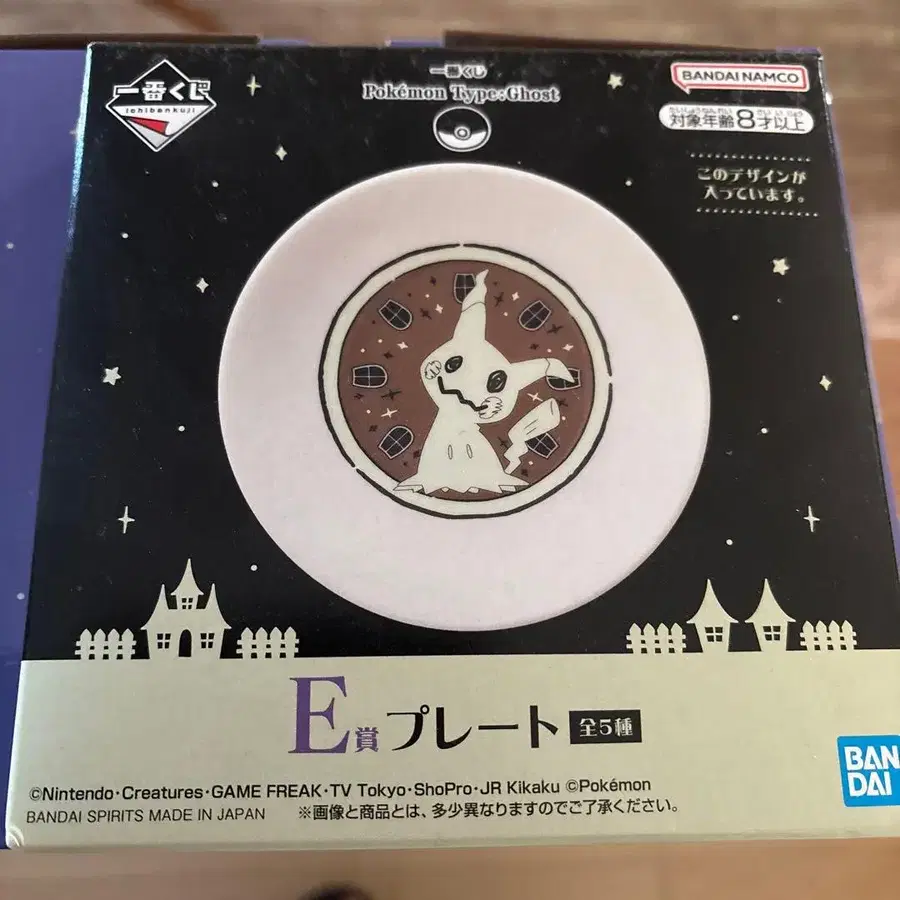 一番くじ
ichibankuji
一番くじ
Pokémon Type:Ghost
BANDAI NAMCO
対象年齢8才以上
このデザインが
入っています。
E賞 プレート 全5種
BANDAI
©Nintendo・Creatures・GAME FREAK・TV Tokyo・ShoPro・JR Kikaku ©Pokémon
BANDAI SPIRITS MADE IN JAPAN ※画像と商品とは、多少異なりますのでご了承ください。